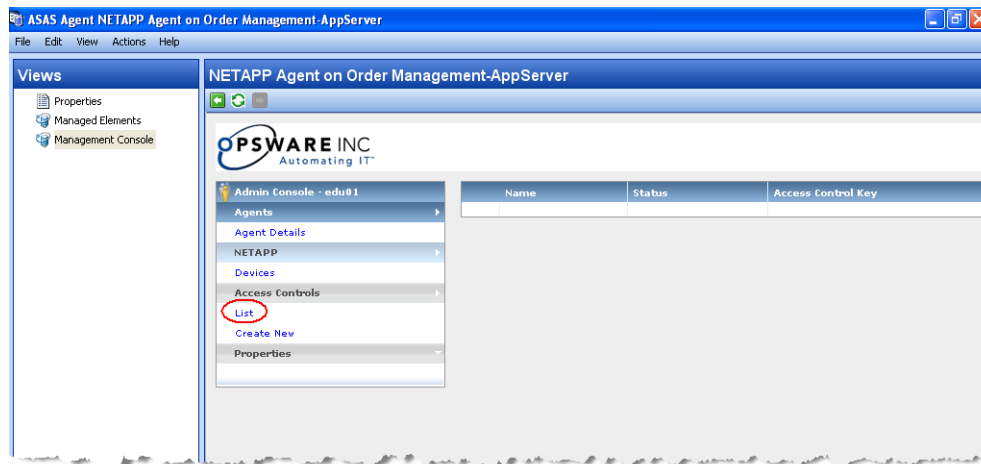 ASAS Agent NETAPP Agent on Order Management-AppServer
File Edit View Actions Help
Views
Properties
Managed Elements
Management Console
NETAPP Agent on Order Management-AppServer
OPSWARE INC
Automating IT™
Admin Console - edu01
Agents
Agent Details
NETAPP
Devices
Access Controls
List
Create New
Properties
Name Status Access Control Key